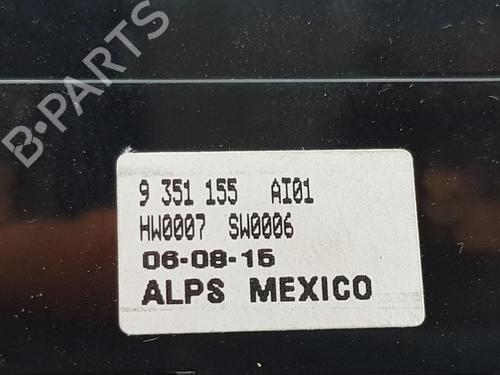 B-PARTS
9 351 155 AI01
HW0007 SW0006
06-08-15
ALPS MEXICO